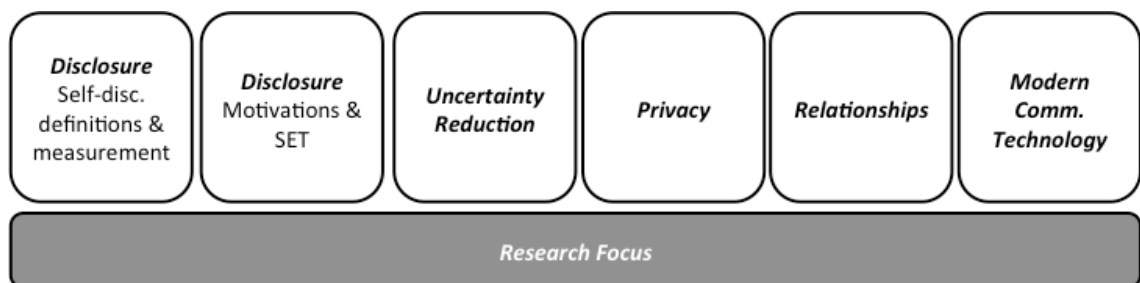 Disclosure
Self-disc.
definitions &
measurement
Disclosure
Motivations &
SET
Uncertainty
Reduction
Privacy
Relationships
Modern
Comm.
Technology
Research Focus